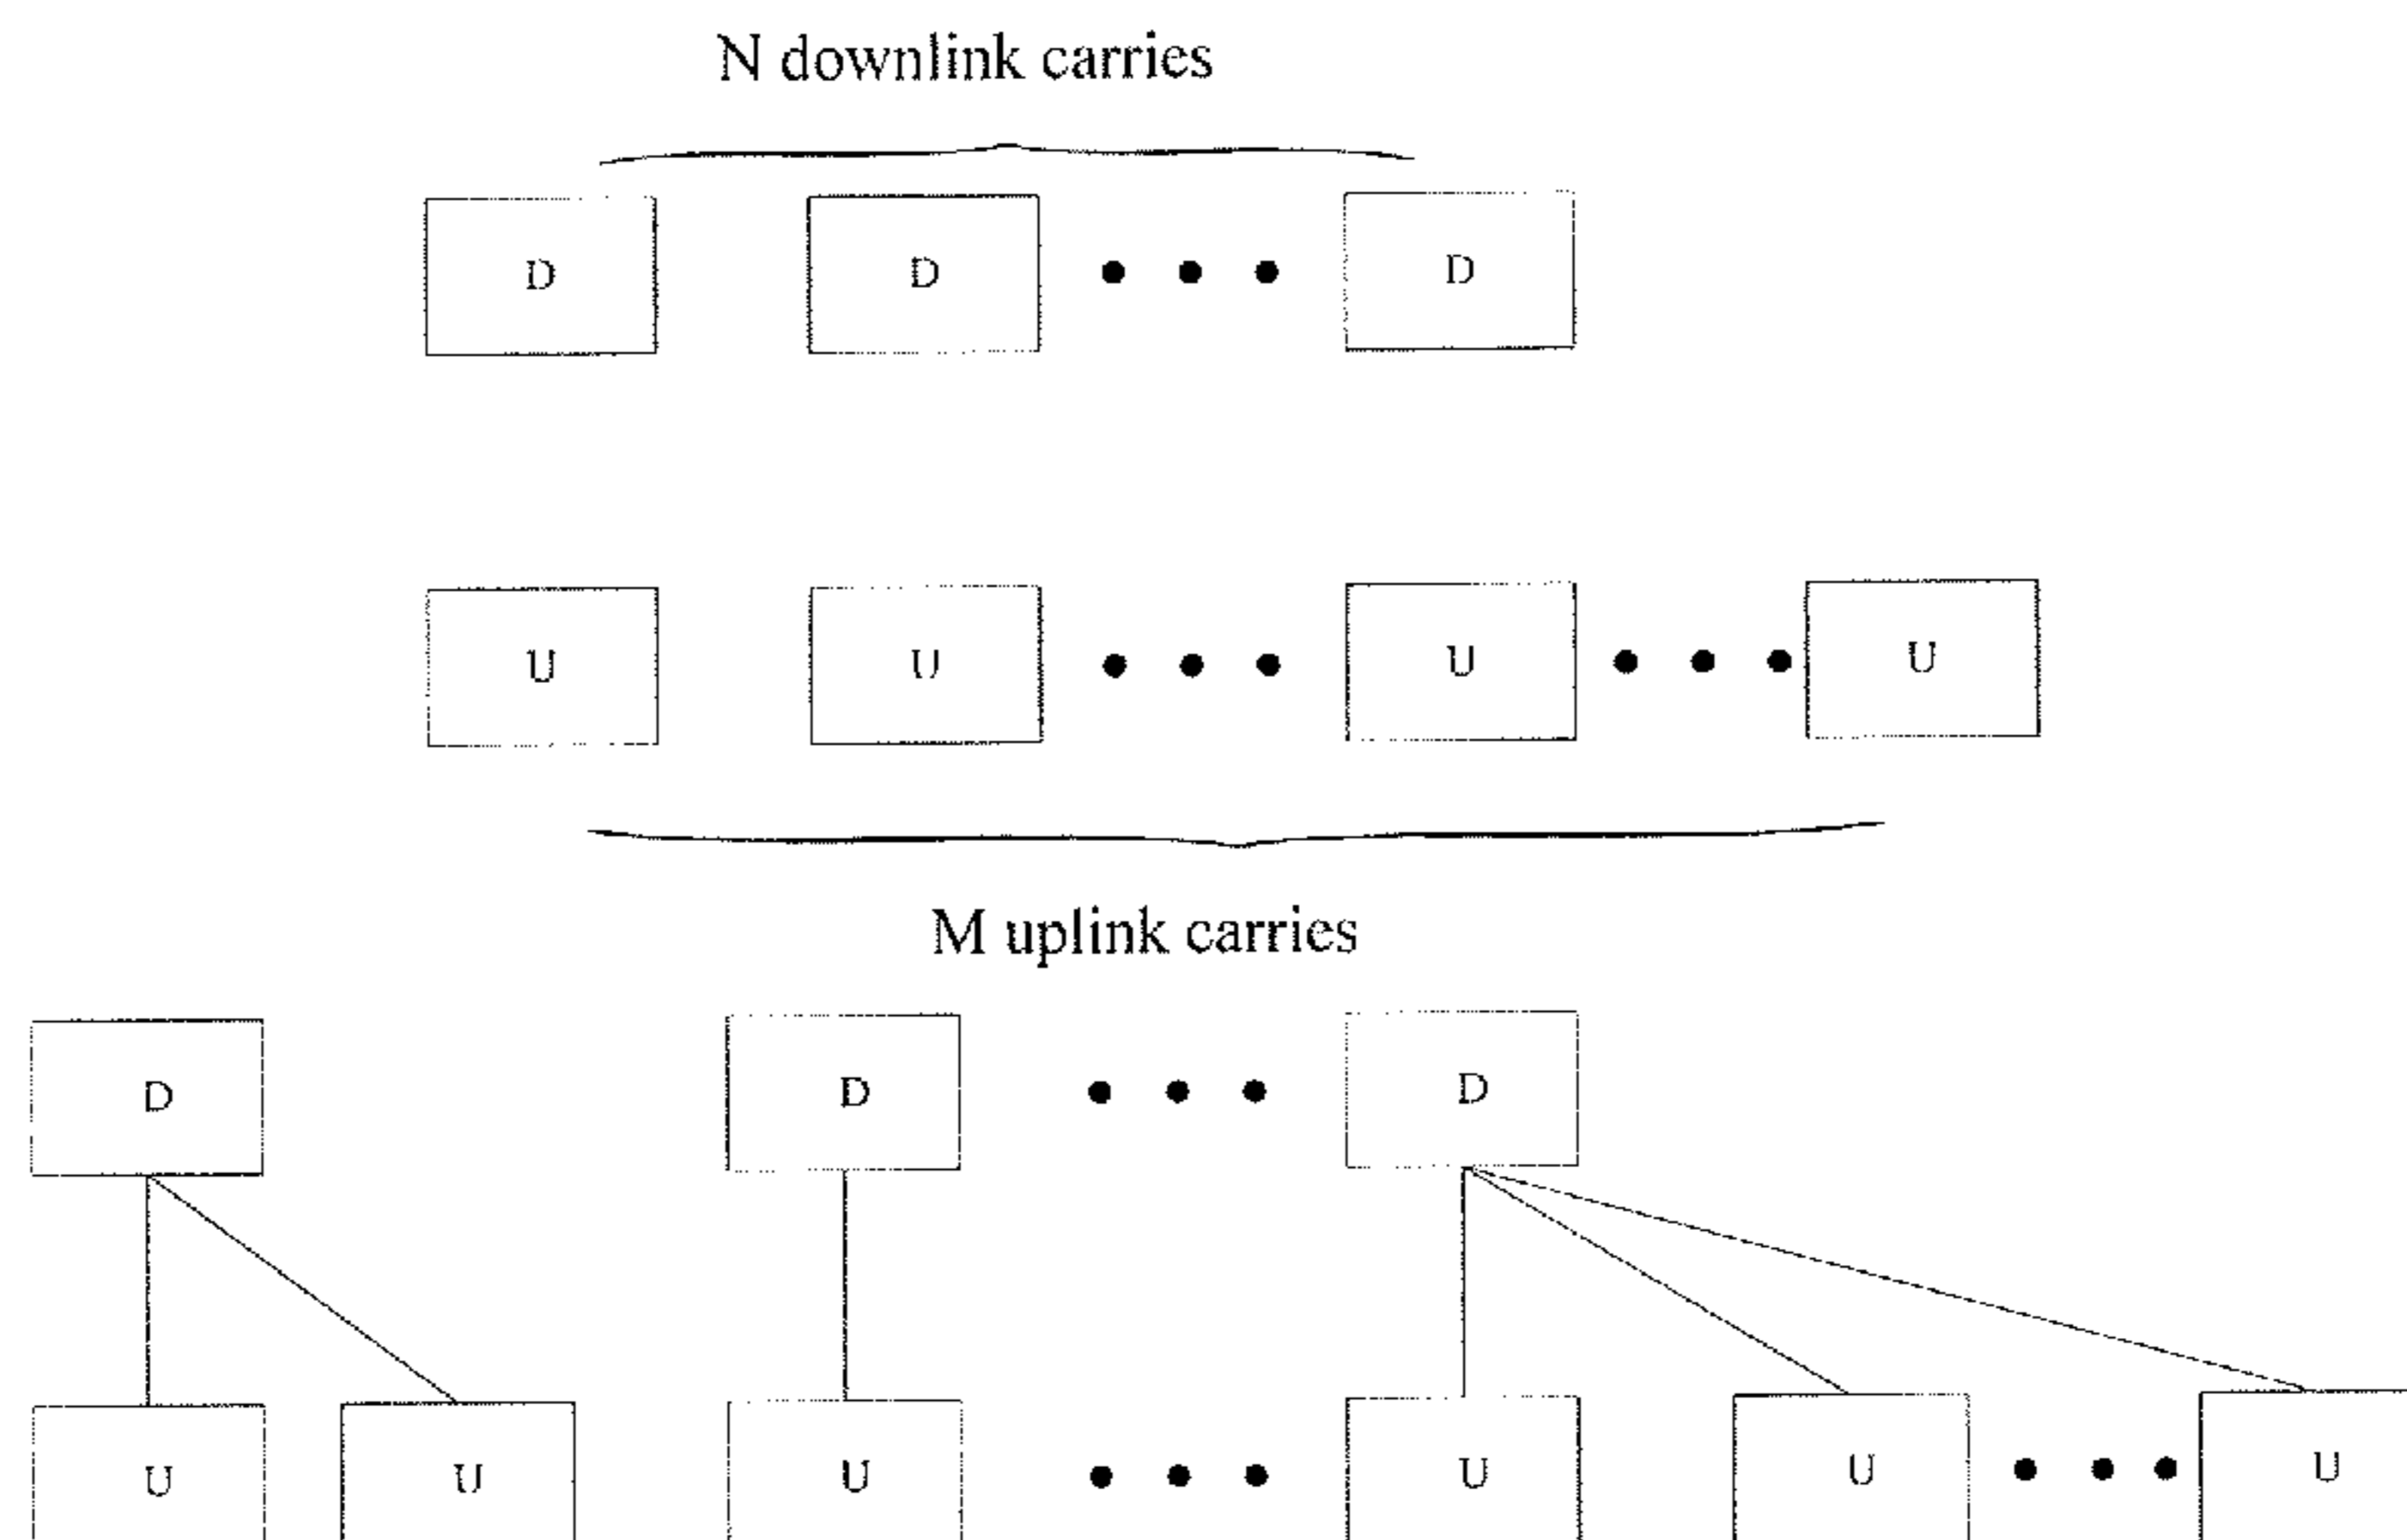 N downlink carries
D D D
U U U U
M uplink carries
D D D
U U U U U U